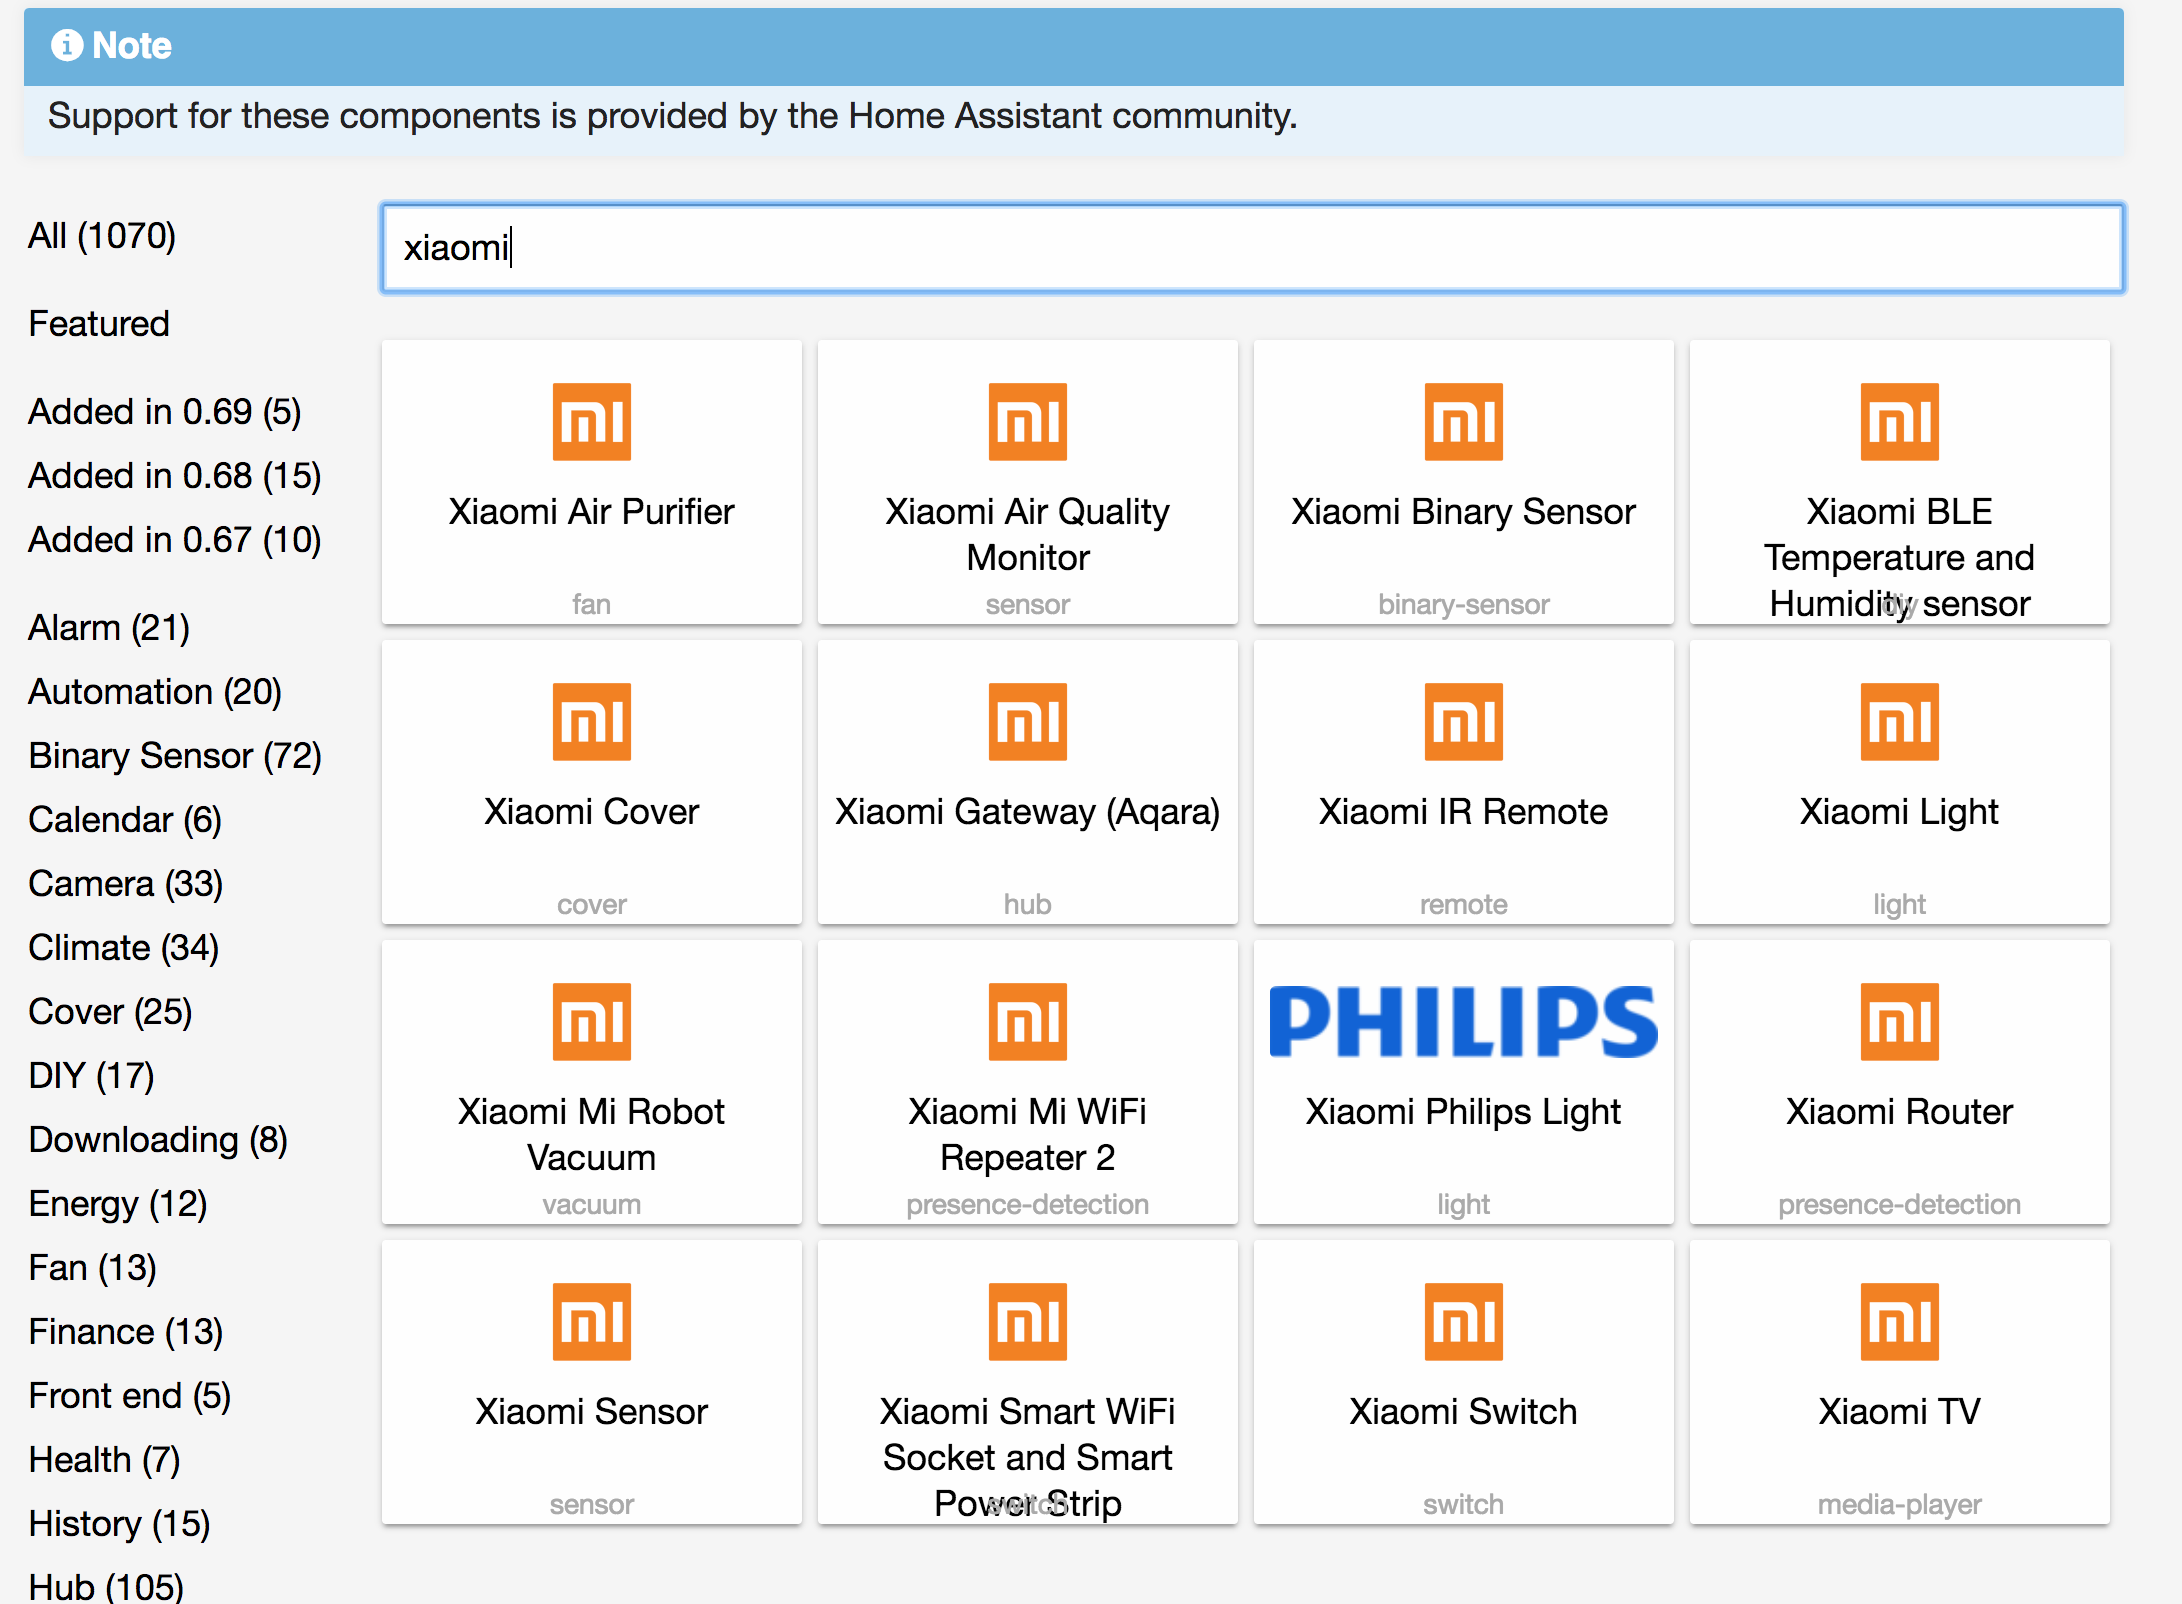 Note
Support for these components is provided by the Home Assistant community.
All (1070)
Featured
Added in 0.69 (5)
Added in 0.68 (15)
Added in 0.67 (10)
Alarm (21)
Automation (20)
Binary Sensor (72)
Calendar (6)
Camera (33)
Climate (34)
Cover (25)
DIY (17)
Downloading (8)
Energy (12)
Fan (13)
Finance (13)
Front end (5)
Health (7)
History (15)
Hub (105)
xiaomi
mi
Xiaomi Air Purifier
fan
mi
Xiaomi Air Quality
Monitor
sensor
mi
Xiaomi Binary Sensor
binary-sensor
mi
Xiaomi BLE
Temperature and
Humidity sensor
diy
mi
Xiaomi Cover
cover
mi
Xiaomi Gateway (Aqara)
hub
mi
Xiaomi IR Remote
remote
mi
Xiaomi Light
light
mi
Xiaomi Mi Robot
Vacuum
vacuum
mi
Xiaomi Mi WiFi
Repeater 2
presence-detection
PHILIPS
Xiaomi Philips Light
light
mi
Xiaomi Router
presence-detection
mi
Xiaomi Sensor
sensor
mi
Xiaomi Smart WiFi
Socket and Smart
Power Strip
switch
mi
Xiaomi Switch
switch
mi
Xiaomi TV
media-player